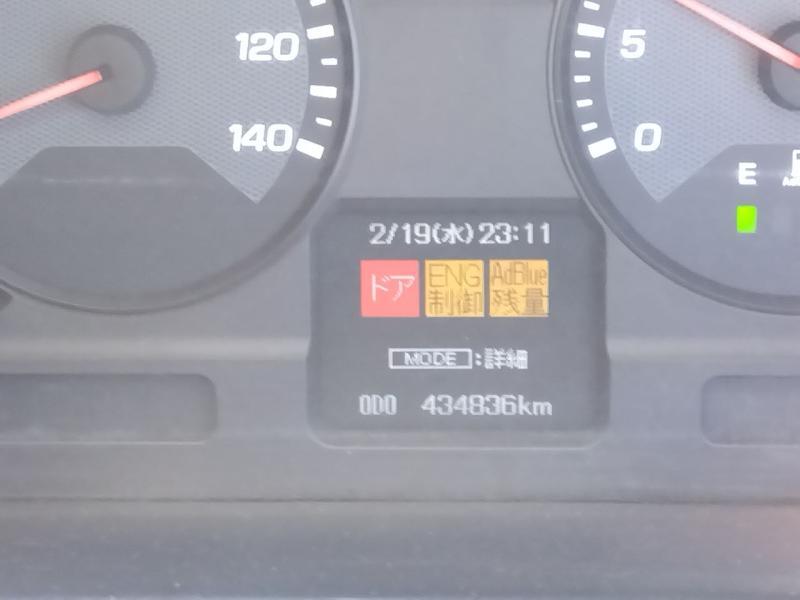 120
140
5
0
E
2/19(水)23:11
ドア
ENG
制御
AdBlue
残量
MODE:詳細
ODO 434836km